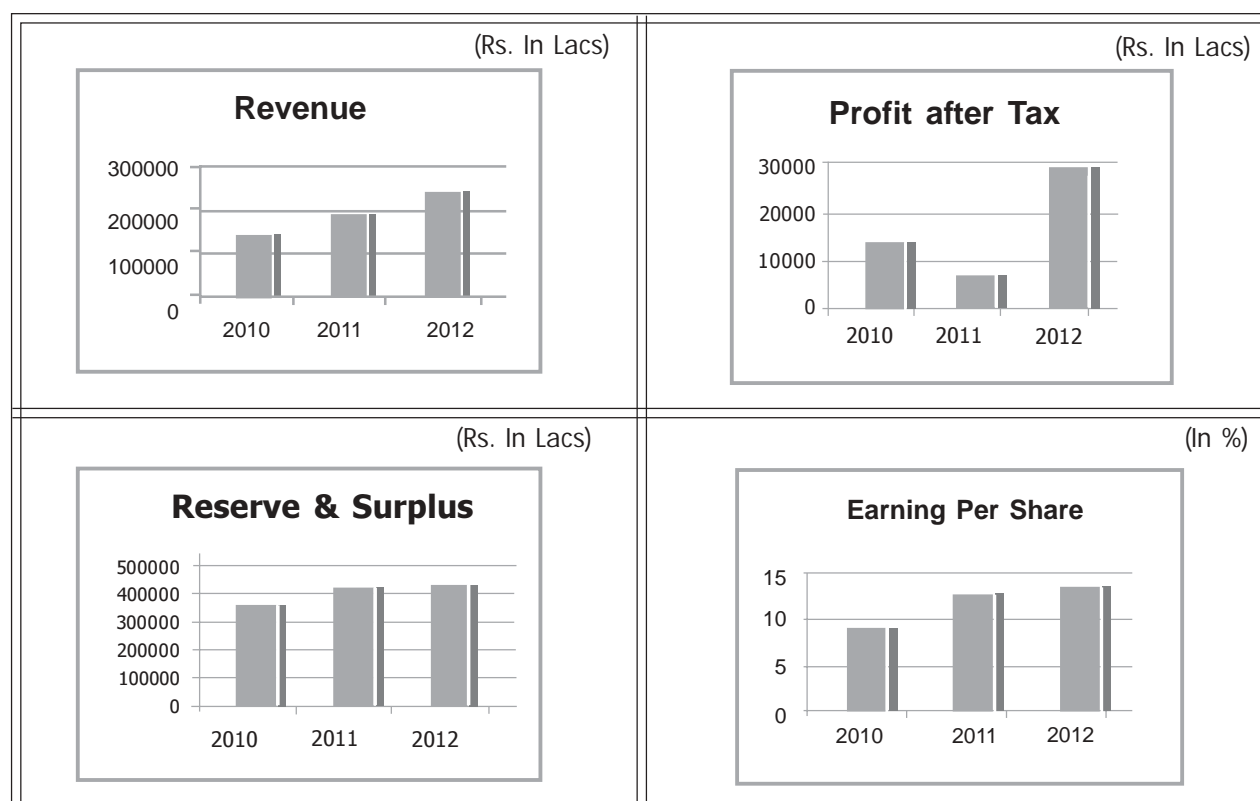 (Rs. In Lacs)
Revenue
300000
200000
100000
0
2010 2011 2012
(Rs. In Lacs)
Profit after Tax
30000
20000
10000
0
2010 2011 2012
(Rs. In Lacs)
Reserve & Surplus
500000
400000
300000
200000
100000
0
2010 2011 2012
(In %)
Earning Per Share
15
10
5
0
2010 2011 2012